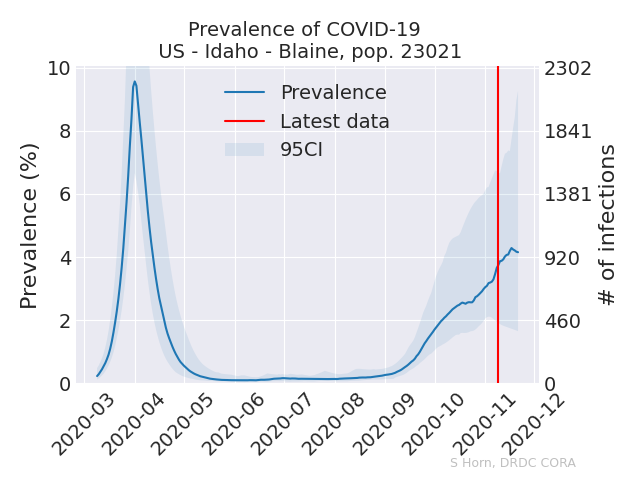 Prevalence of COVID-19
US - Idaho - Blaine, pop. 23021
10
8
6
4
2
0
Prevalence (%)
Prevalence
Latest data
95CI
2302
1841
1381
920
460
0
# of infections
2020-03
2020-04
2020-05
2020-06
2020-07
2020-08
2020-09
2020-10
2020-11
2020-12
S Horn, DRDC CORA